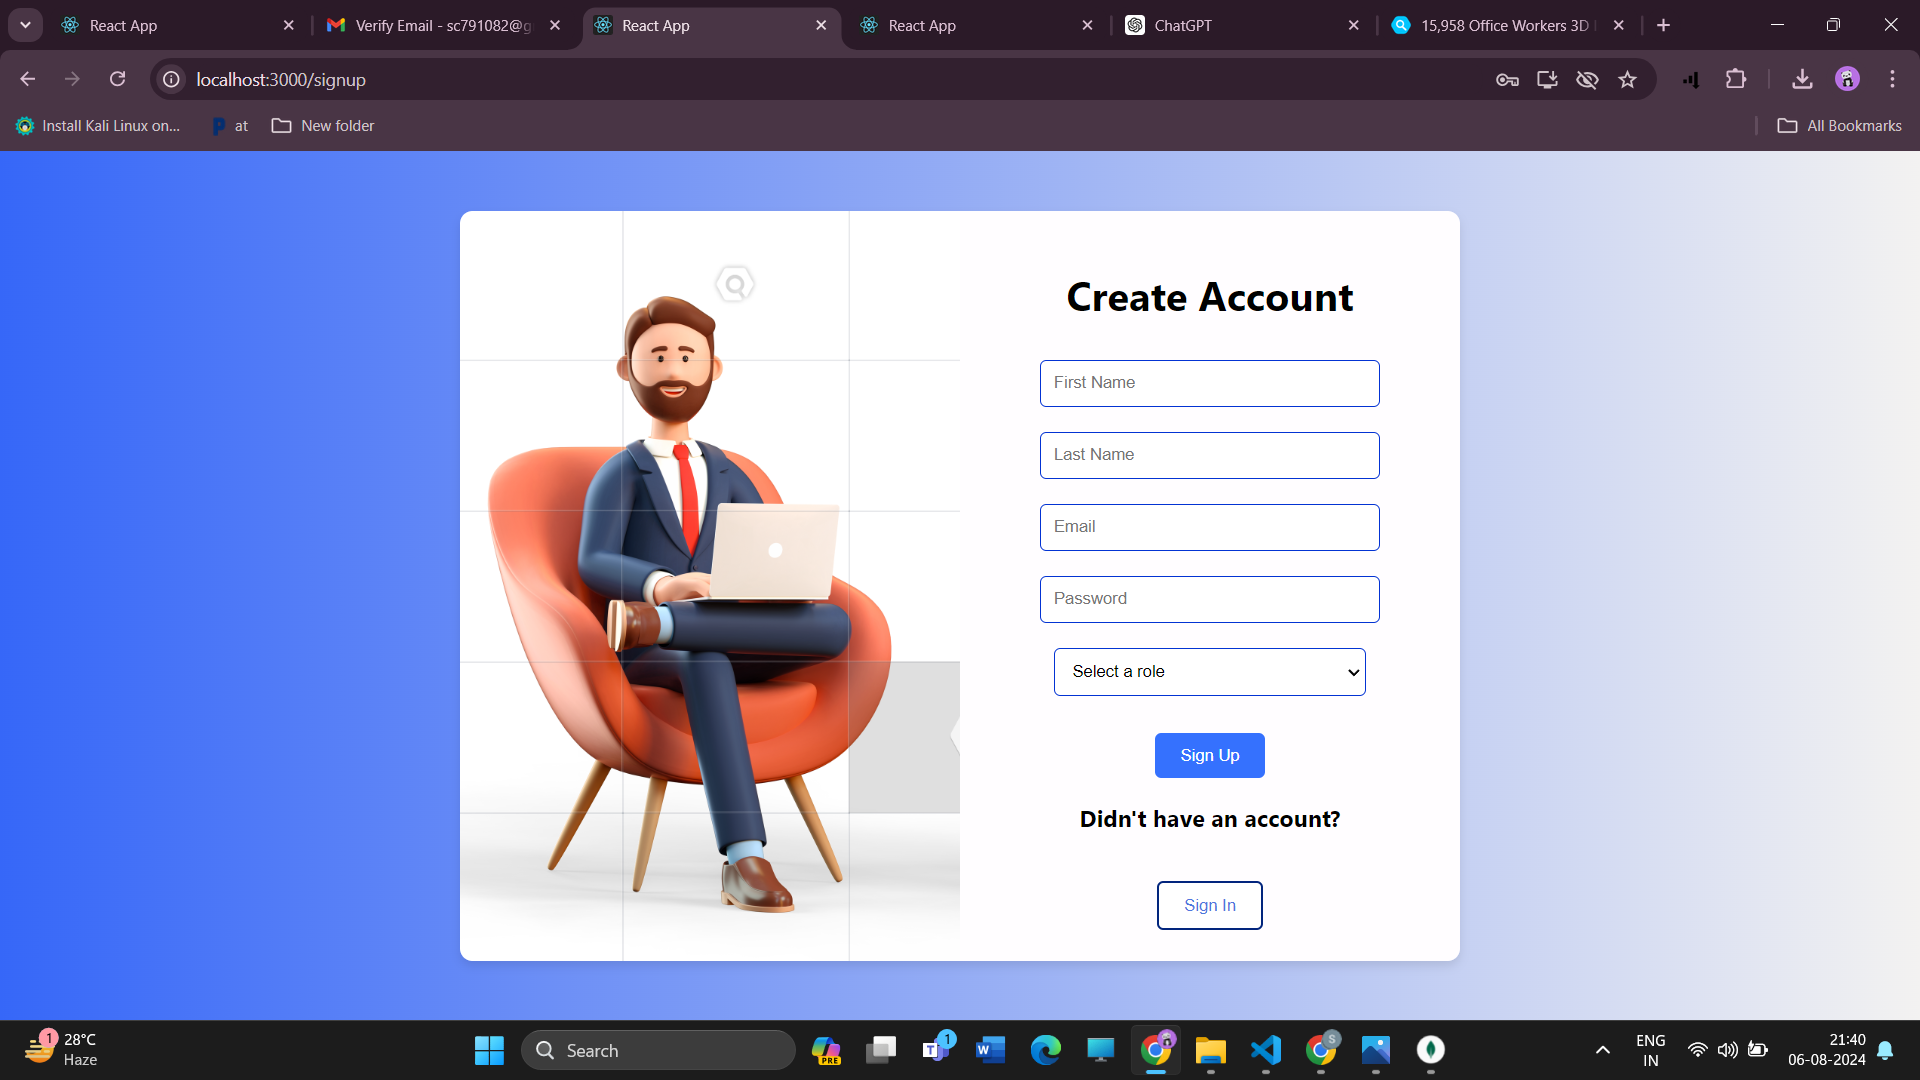 React App
Verify Email - sc791082@g
React App
React App
ChatGPT
15,958 Office Workers 3D
localhost:3000/signup
Install Kali Linux on...
at
New folder
All Bookmarks
Create Account
First Name
Last Name
Email
Password
Select a role
Sign Up
Didn't have an account?
Sign In
1
28°C
Haze
Search
PRE
1
ENG
IN
21:40
06-08-2024